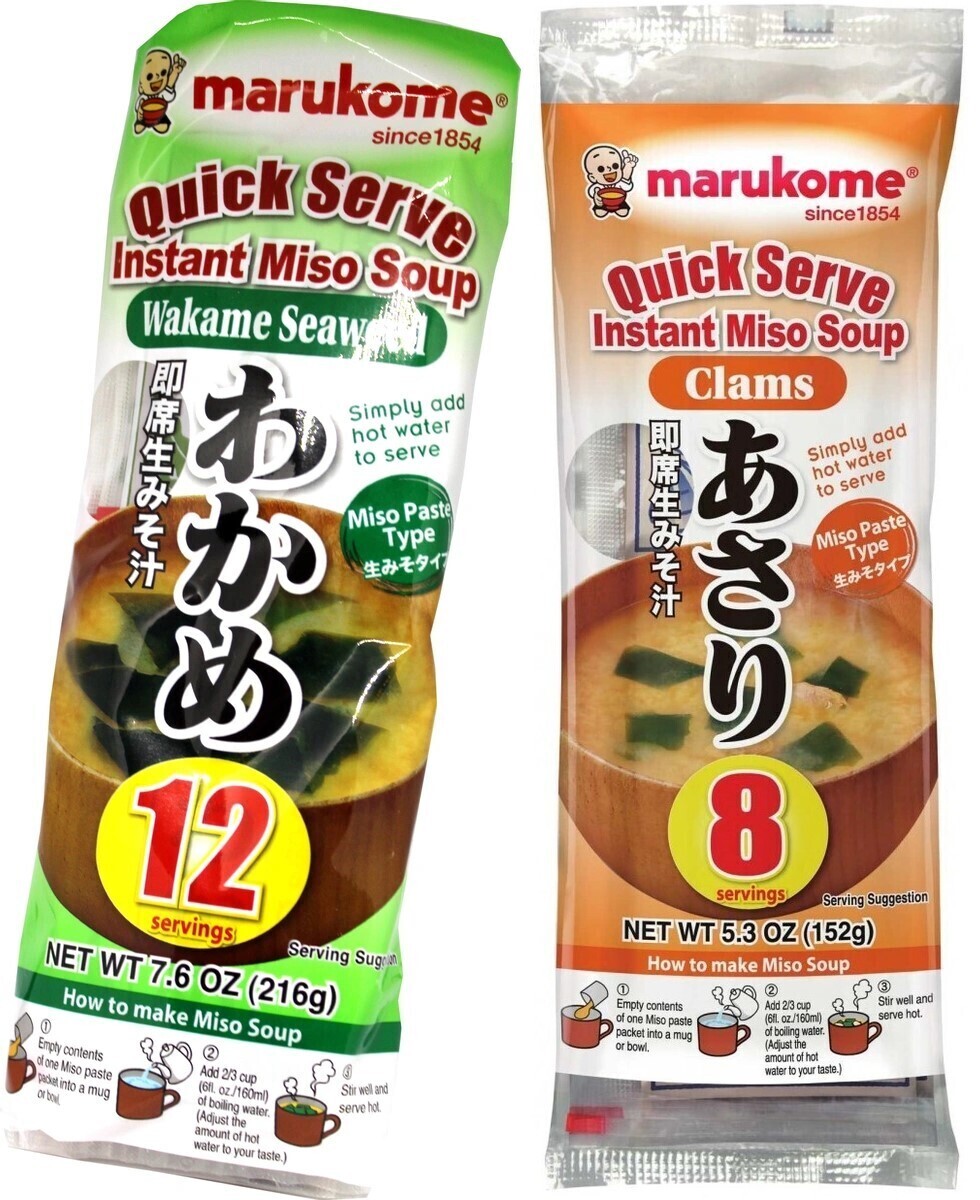 marukome®
since1854
Quick Serve
Instant Miso Soup
Wakame Seaweed
即席生みそ汁
わかめ
Simply add
hot water
to serve
Miso Paste
Type
生みそタイプ
12
servings
Serving
NET WT 7.6 OZ (216g)
How to make Miso Soup
①
Empty contents
of one Miso paste
packet into a mug
or bowl.
②
Add 2/3 cup
(6fl. oz./160ml)
of boiling water.
(Adjust the
amount of hot
water to your taste.)
③
Stir well and
serve hot.
marukome®
since1854
Quick Serve
Instant Miso Soup
Clams
即席生みそ汁
あさり
Simply add
hot water
to serve
Miso Paste
Type
生みそタイプ
8
servings
Serving Suggestion
NET WT 5.3 OZ (152g)
How to make Miso Soup
①
Empty contents
of one Miso paste
packet into a mug
or bowl.
②
Add 2/3 cup
(6fl. oz./160ml)
of boiling water.
(Adjust the
amount of hot
water to your taste.)
③
Stir well and
serve hot.